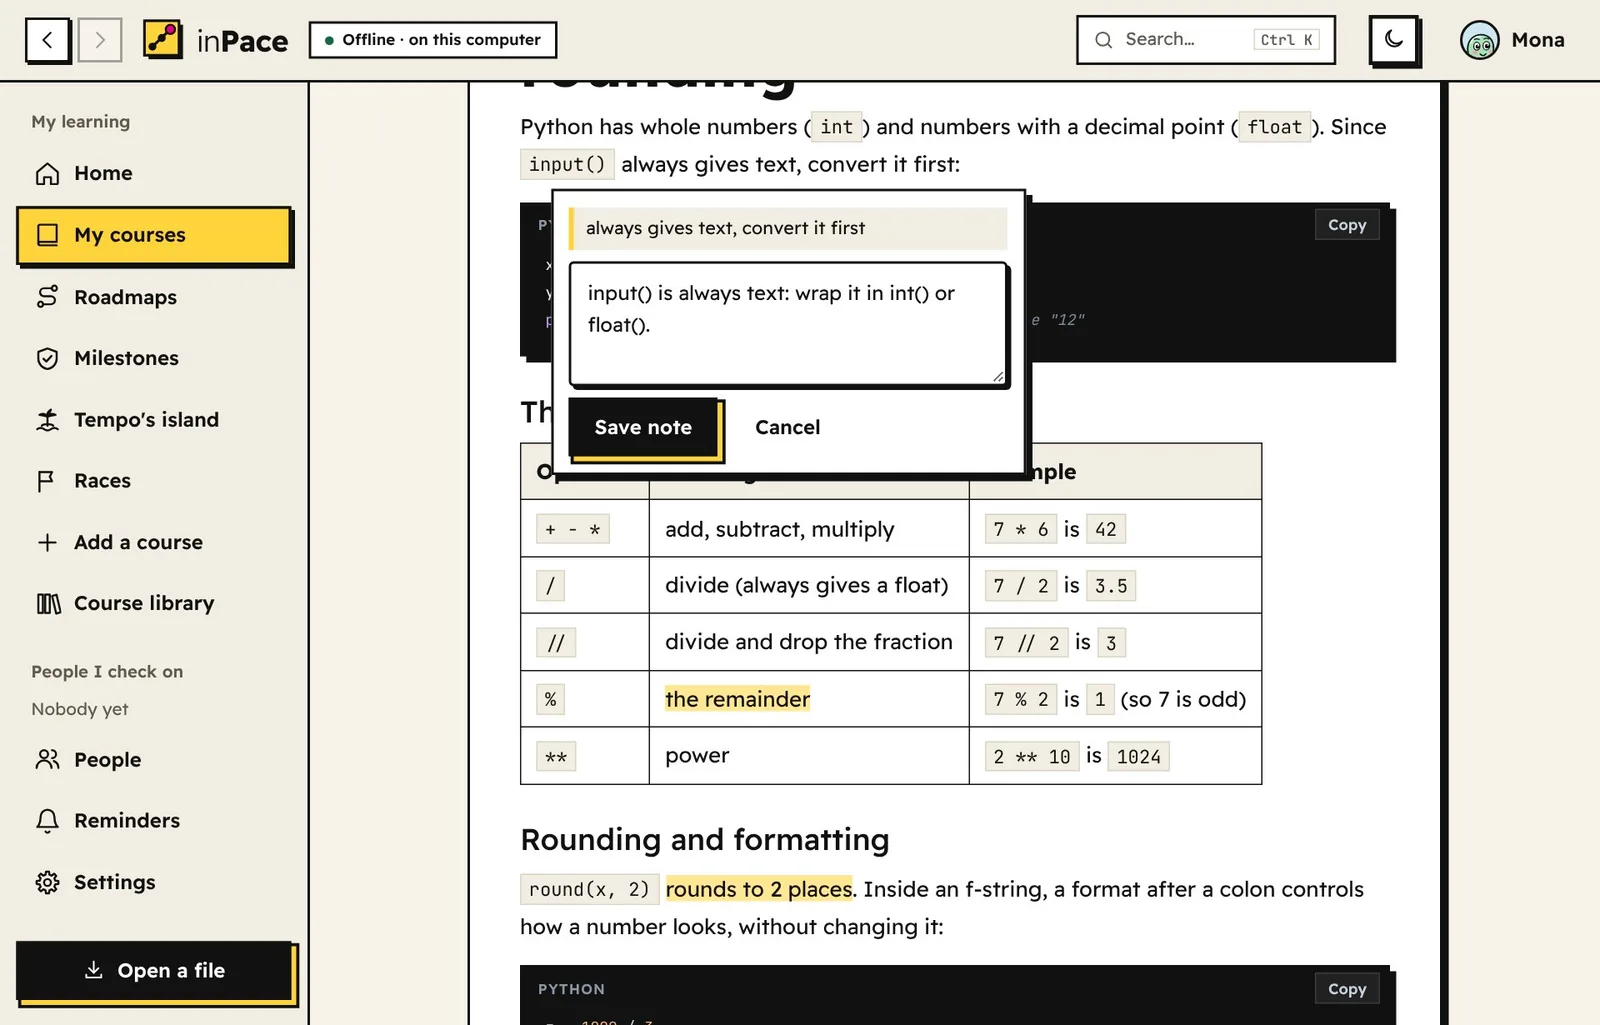 inPace
Offline · on this computer
Search...
Ctrl K
Mona
My learning
Home
My courses
Roadmaps
Milestones
Tempo's island
Races
Add a course
Course library
People I check on
Nobody yet
People
Reminders
Settings
Open a file
rounding
Python has whole numbers ( int ) and numbers with a decimal point ( float ). Since
input() always gives text, convert it first:
Copy
always gives text, convert it first
input() is always text: wrap it in int() or
float().
e "12"
Save note
Cancel
+ - * add, subtract, multiply 7 * 6 is 42
/ divide (always gives a float) 7 / 2 is 3.5
// divide and drop the fraction 7 // 2 is 3
% the remainder 7 % 2 is 1 (so 7 is odd)
** power 2 ** 10 is 1024
Rounding and formatting
round(x, 2) rounds to 2 places. Inside an f-string, a format after a colon controls
how a number looks, without changing it:
PYTHON
Copy